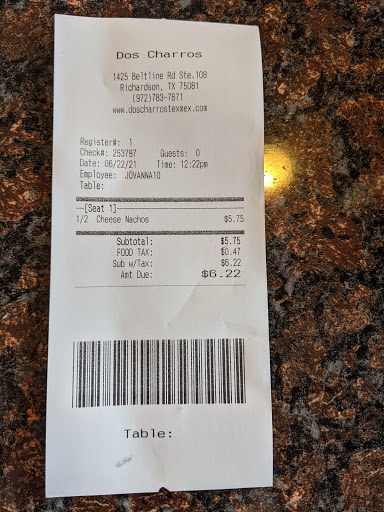 Dos Charros
1425 Beltline Rd Ste.108
Richardson, TX 75081
(972)783-7671
www.doscharrostexmex.com
Register#: 1
Check#: 253797 Guests: 0
Date: 06/22/21 Time: 12:22pm
Employee: JOVANNA10
Table:
[Seat 1]
1/2 Cheese Nachos $5.75
Subtotal: $5.75
FOOD TAX: $0.47
Sub w/Tax: $6.22
Amt Due: $6.22
Table: